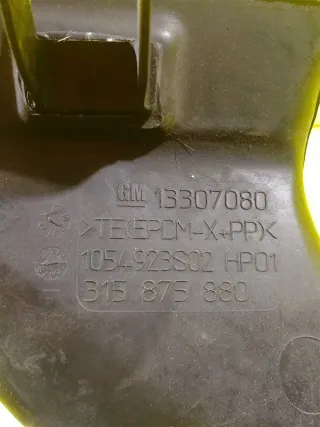 GM 13307080
>TE(EPDM-X+PP)<
1054923S02 HP01
315 875 880